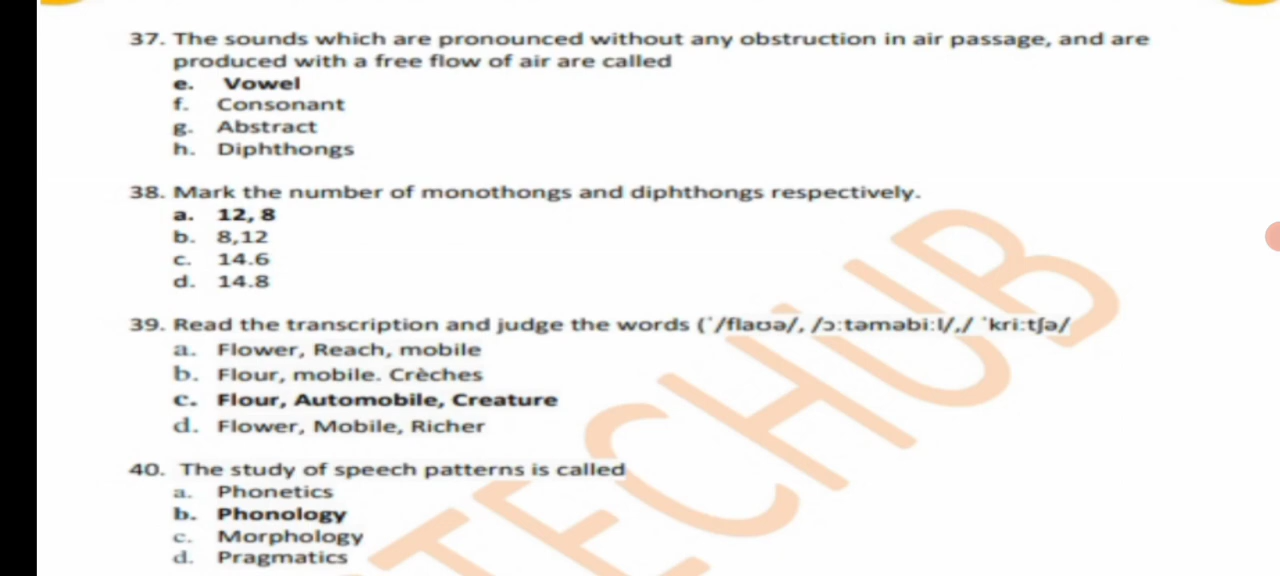 37. The sounds which are pronounced without any obstruction in air passage, and are
produced with a free flow of air are called
e. Vowel
f. Consonant
g. Abstract
h. Diphthongs
38. Mark the number of monothongs and diphthongs respectively.
a. 12, 8
b. 8,12
c. 14.6
d. 14.8
39. Read the transcription and judge the words (ˈ/flaʊə/, /ɔːtəməbiːl/,/ ˈkriːtʃə/
a. Flower, Reach, mobile
b. Flour, mobile. Crèches
c. Flour, Automobile, Creature
d. Flower, Mobile, Richer
40. The study of speech patterns is called
a. Phonetics
b. Phonology
c. Morphology
d. Pragmatics
TECHUB